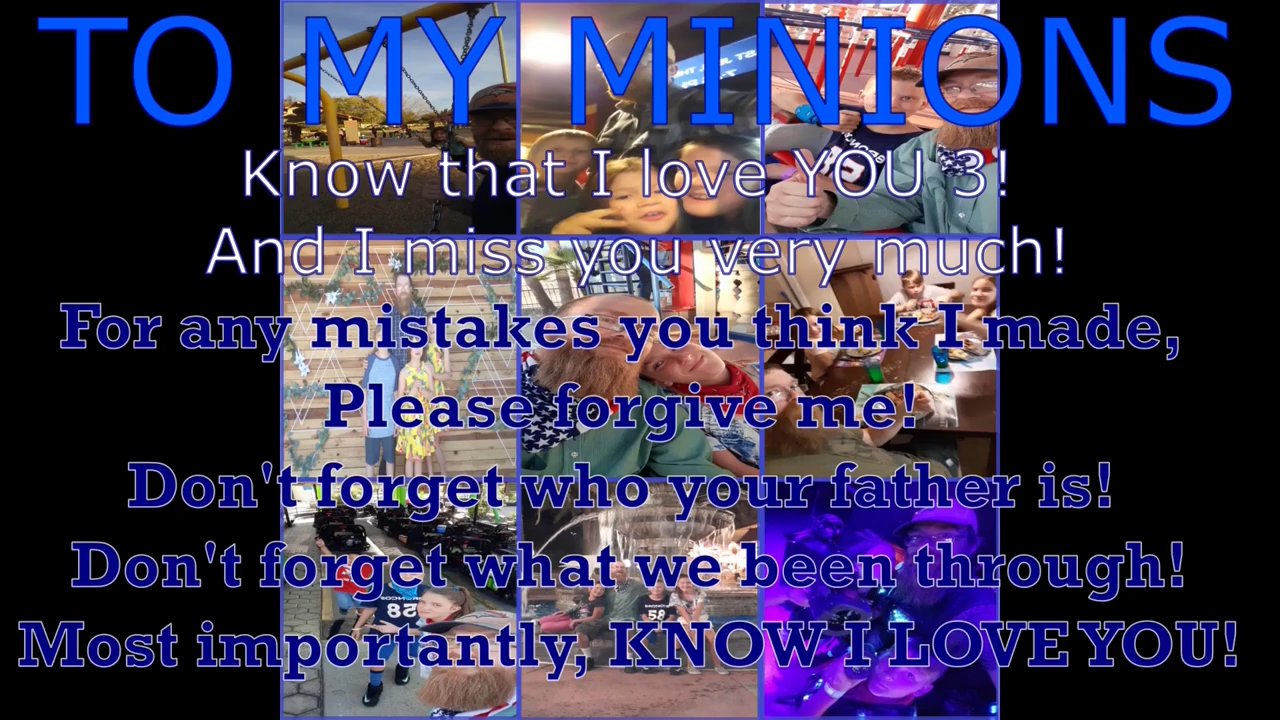 TO MY MINIONS
Know that I love YOU 3!
And I miss you very much!
For any mistakes you think I made,
Please forgive me!
Don't forget who your father is!
Don't forget what we been through!
Most importantly, KNOW I LOVE YOU!
28
58